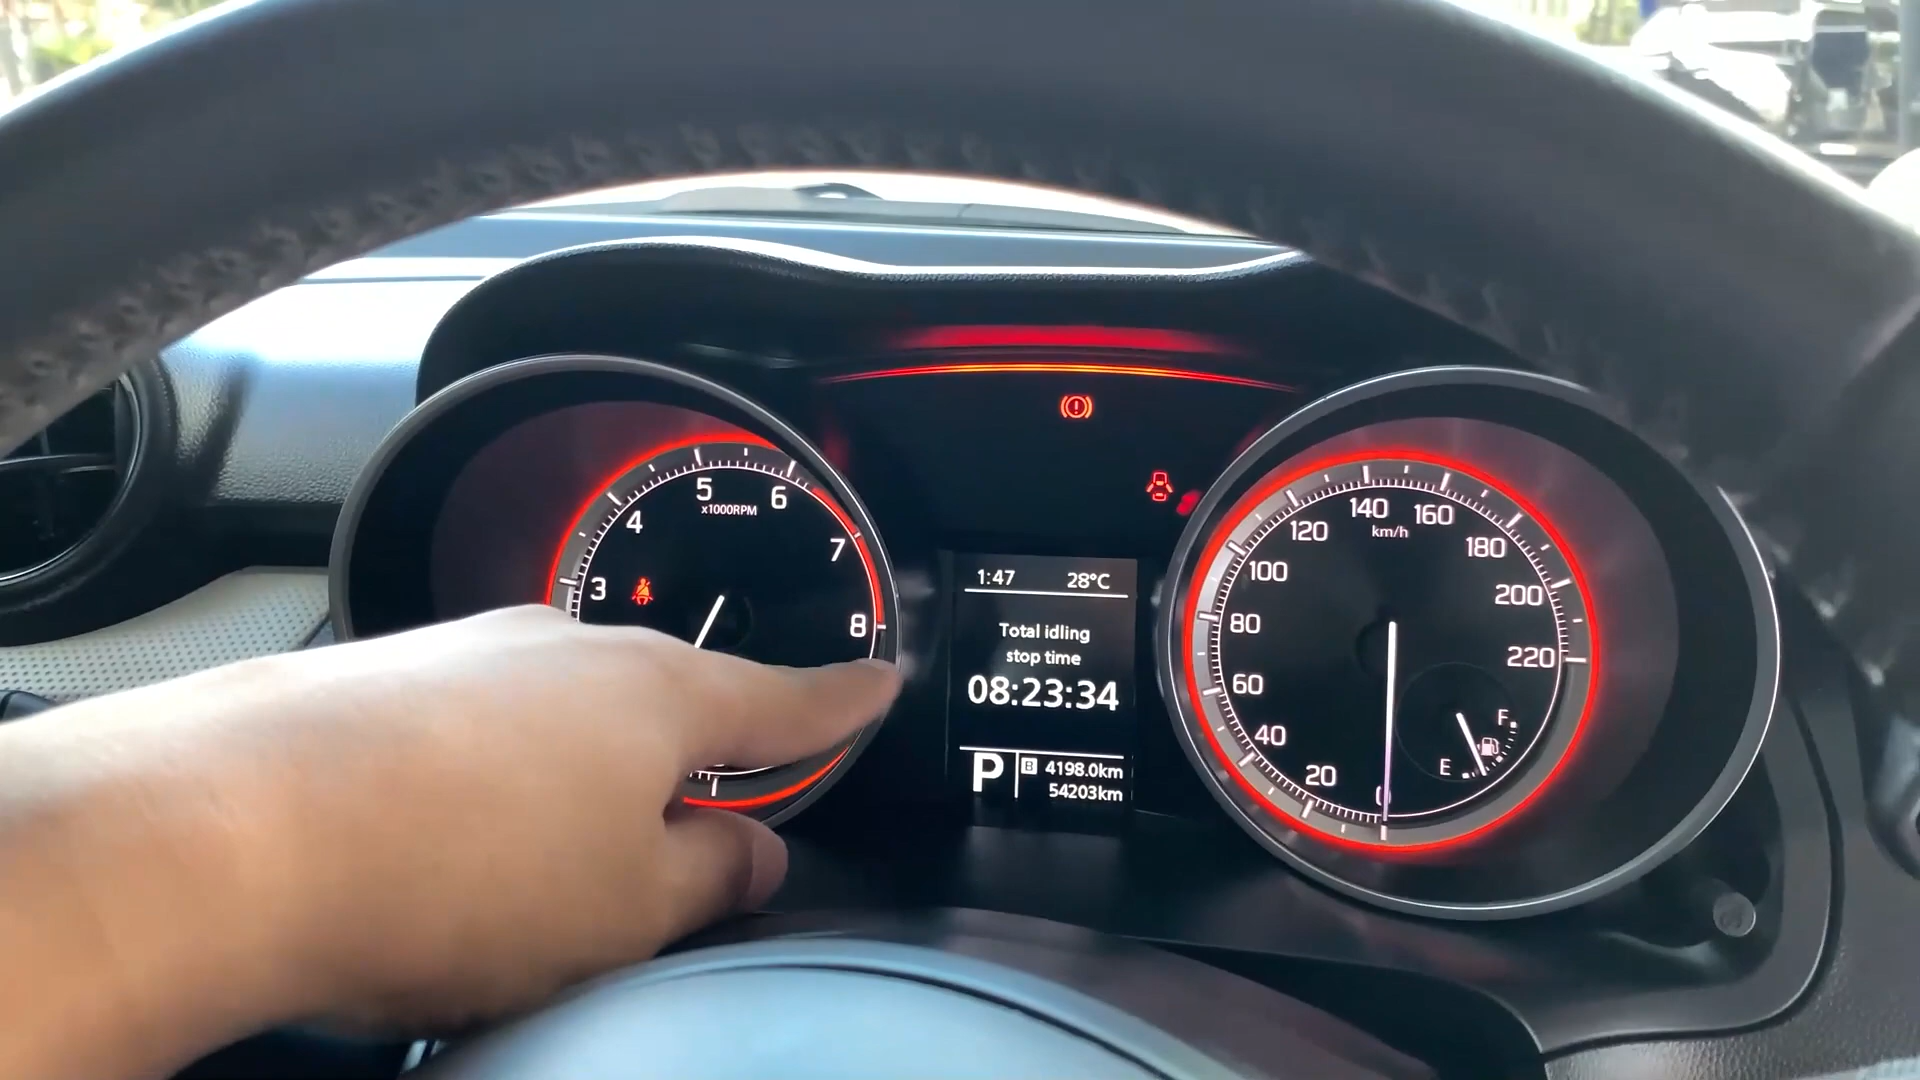 5
6
x1000RPM
4
7
3
8
1:47 28°C
Total idling
stop time
08:23:34
P B 4198.0km
54203km
140
160
km/h
120
180
100
200
80
220
60
40
20
0
F
E